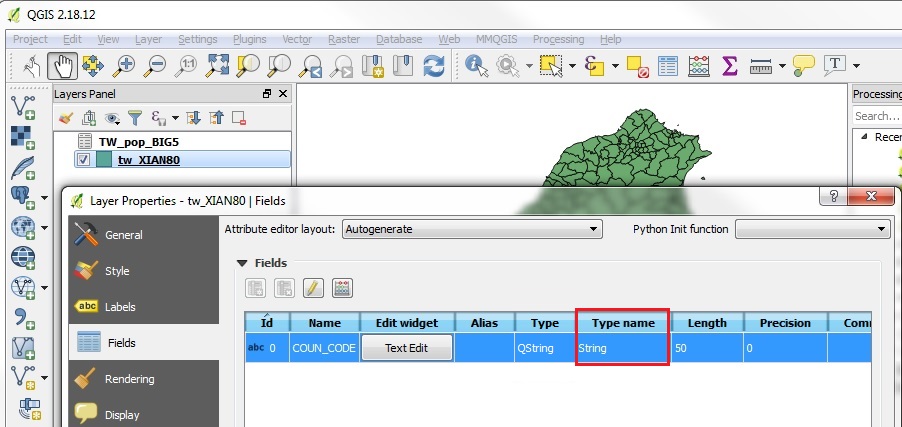 QGIS 2.18.12
Project Edit View Layer Settings Plugins Vector Raster Database Web MMQGIS Processing Help
1:1
ε
Σ
T
Layers Panel
Processing
Search...
ε
Recen
TW_pop_BIG5
tw_XIAN80
Layer Properties - tw_XIAN80 | Fields
General
Attribute editor layout: Autogenerate
Python Init function
Style
Fields
abc Labels
Id Name Edit widget Alias Type Type name Length Precision Comm
abc 0 COUN_CODE Text Edit QString String 50 0
Fields
Rendering
Display